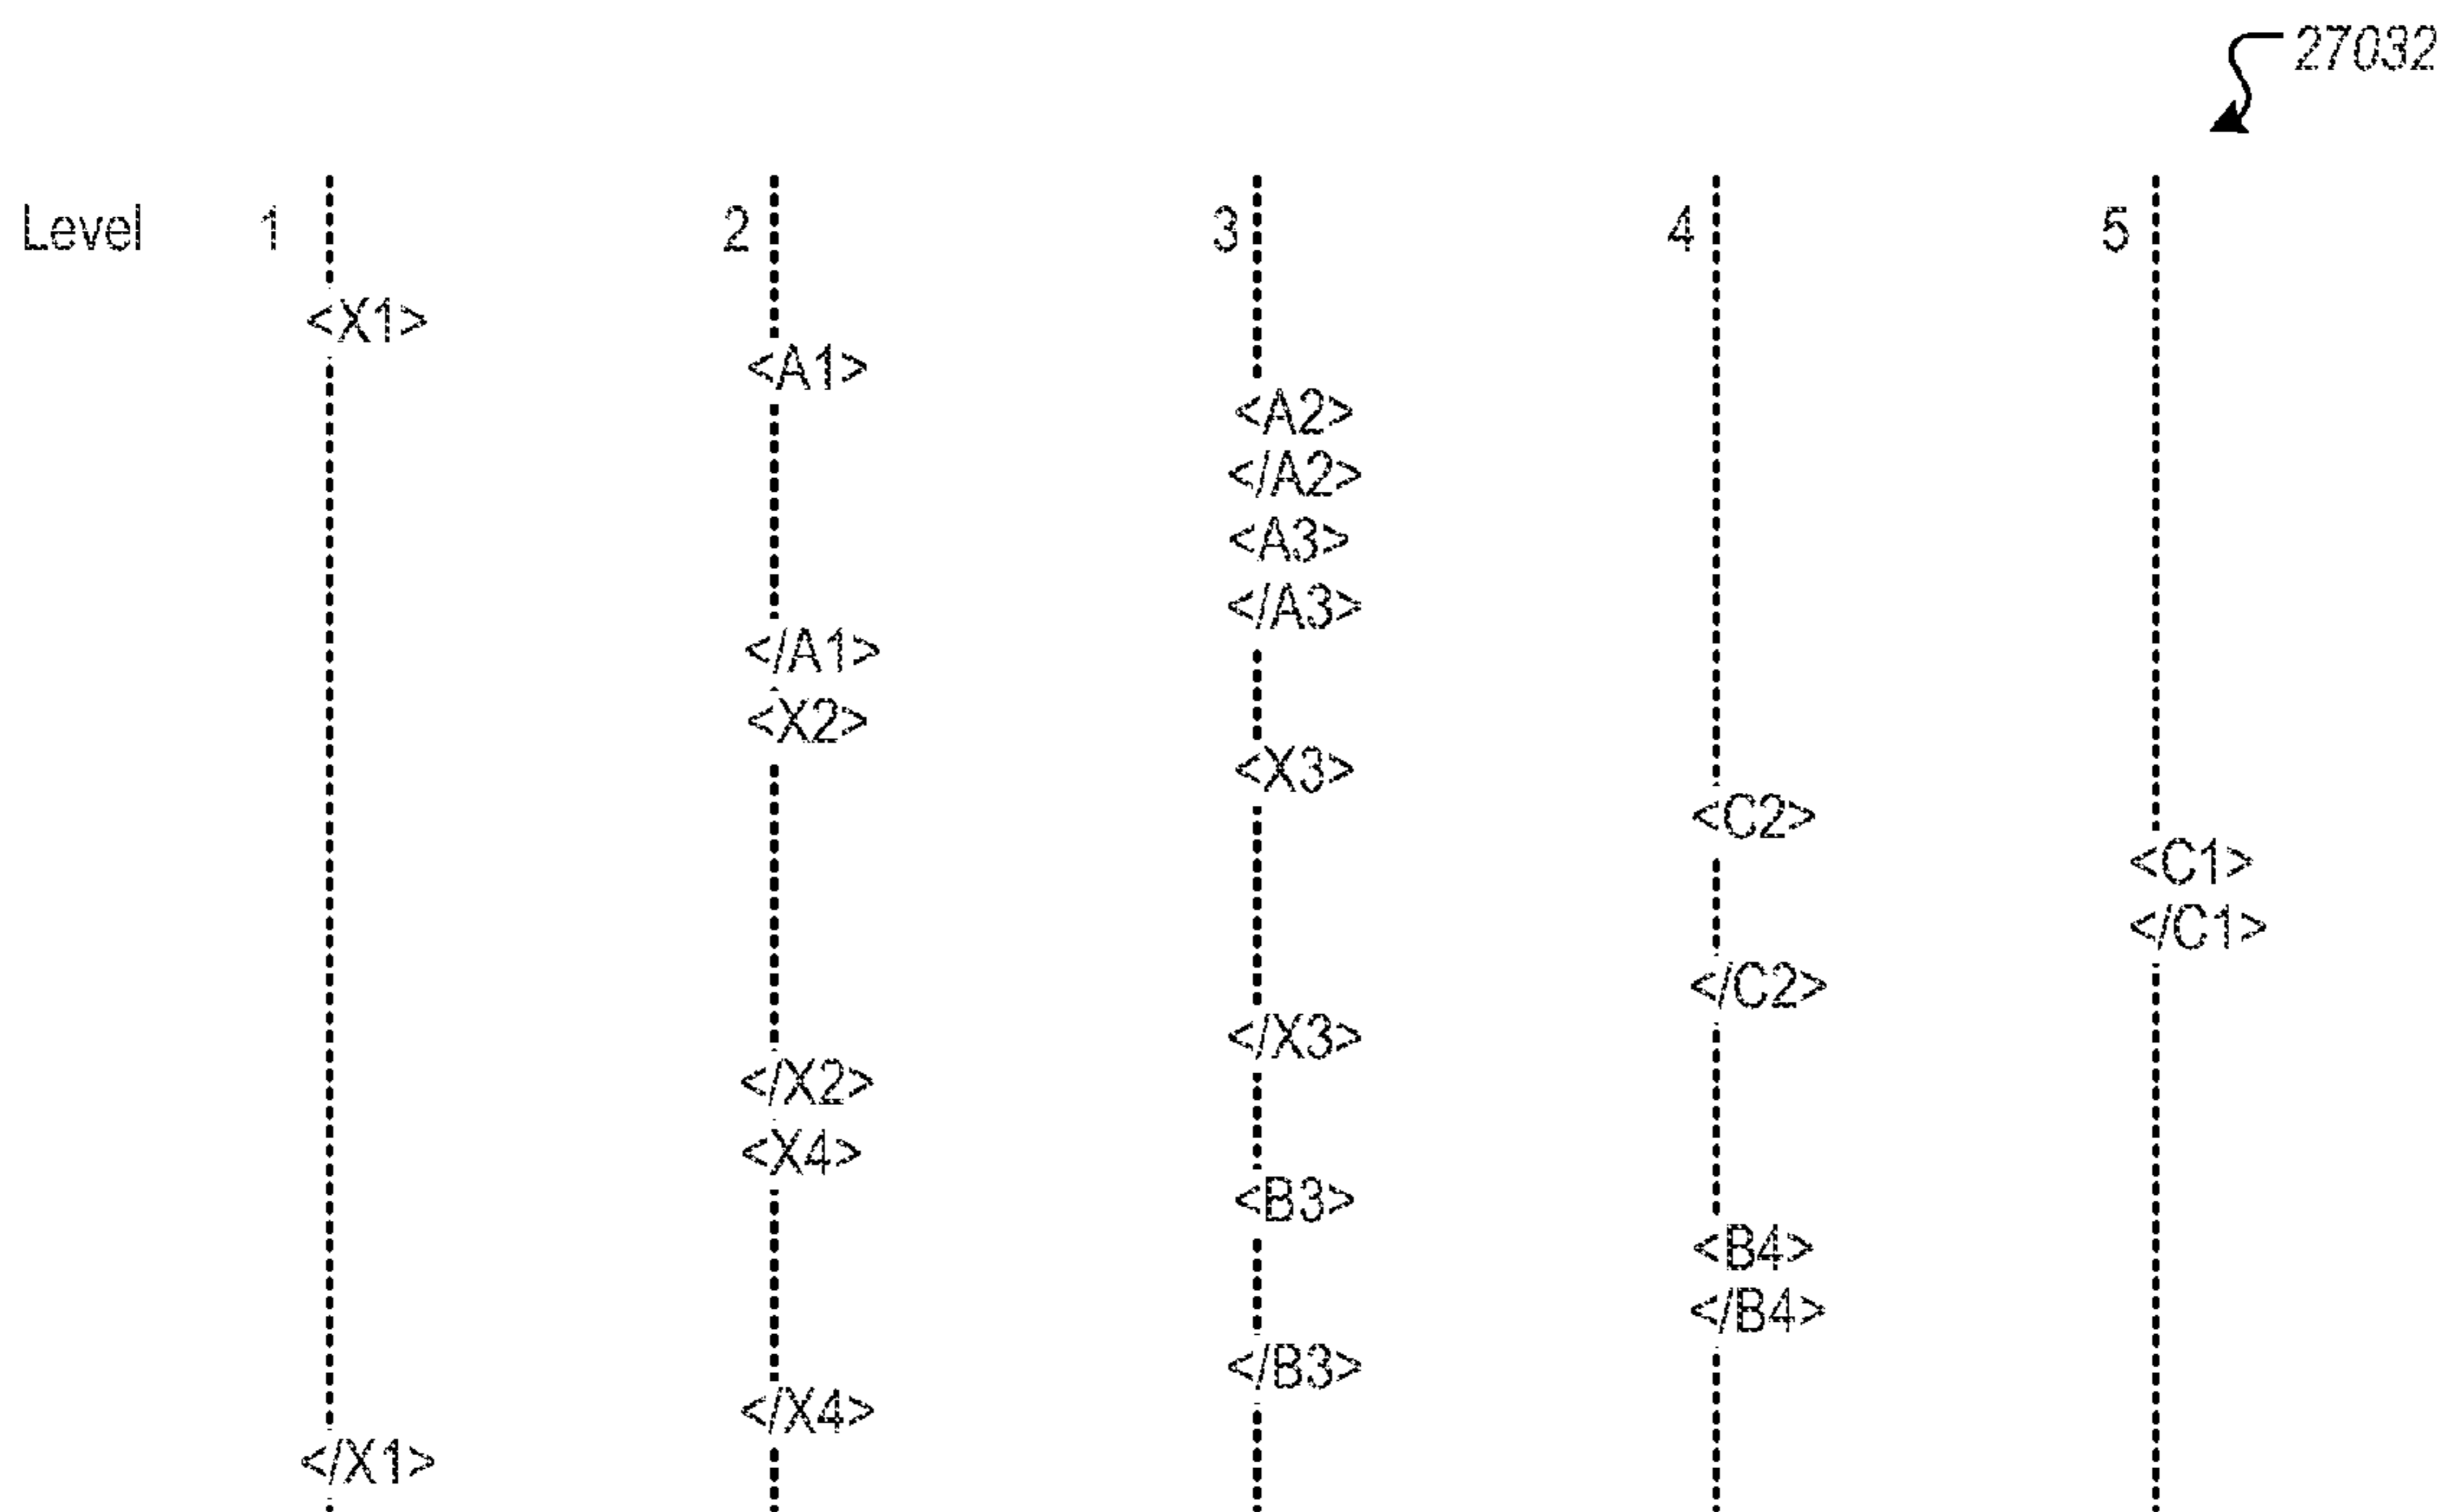 27032
Level 1 2 3 4 5
<X1>
<A1>
<A2>
</A2>
<A3>
</A3>
</A1>
<X2>
<X3>
<C2>
<C1>
</C1>
</C2>
</X3>
</X2>
<X4>
<B3>
<B4>
</B4>
</B3>
</X4>
</X1>